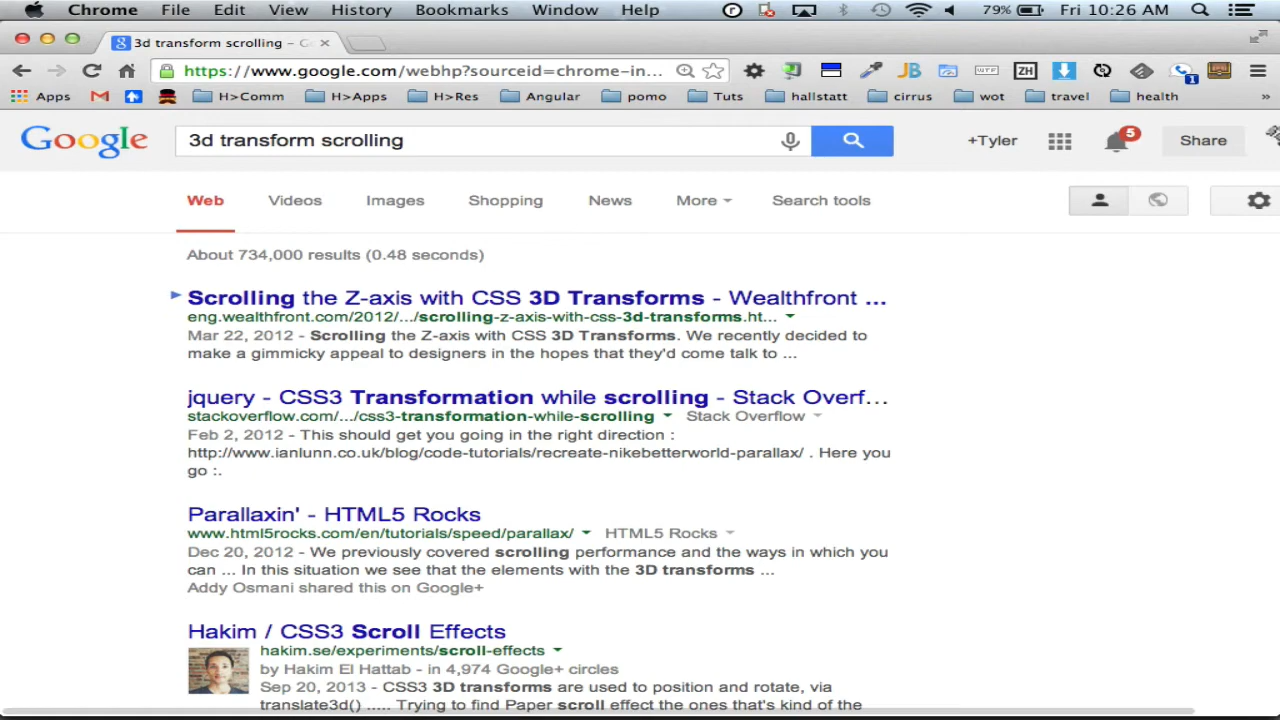 Chrome File Edit View History Bookmarks Window Help 79% Fri 10:26 AM
3d transform scrolling -
https://www.google.com/webhp?sourceid=chrome-in... JB ZH 1
Apps H>Comm H>Apps H>Res Angular pomo Tuts hallstatt cirrus wot travel health »
Google 3d transform scrolling +Tyler 5 Share
Web Videos Images Shopping News More Search tools
About 734,000 results (0.48 seconds)
Scrolling the Z-axis with CSS 3D Transforms - Wealthfront ...
eng.wealthfront.com/2012/.../scrolling-z-axis-with-css-3d-transforms.ht...
Mar 22, 2012 - Scrolling the Z-axis with CSS 3D Transforms. We recently decided to
make a gimmicky appeal to designers in the hopes that they'd come talk to ...
jquery - CSS3 Transformation while scrolling - Stack Overf...
stackoverflow.com/.../css3-transformation-while-scrolling Stack Overflow
Feb 2, 2012 - This should get you going in the right direction :
http://www.ianlunn.co.uk/blog/code-tutorials/recreate-nikebetterworld-parallax/ . Here you
go :.
Parallaxin' - HTML5 Rocks
www.html5rocks.com/en/tutorials/speed/parallax/ HTML5 Rocks
Dec 20, 2012 - We previously covered scrolling performance and the ways in which you
can ... In this situation we see that the elements with the 3D transforms ...
Addy Osmani shared this on Google+
Hakim / CSS3 Scroll Effects
hakim.se/experiments/scroll-effects
by Hakim El Hattab - in 4,974 Google+ circles
Sep 20, 2013 - CSS3 3D transforms are used to position and rotate, via
translate3d() ..... Trying to find Paper scroll effect the ones that's kind of the